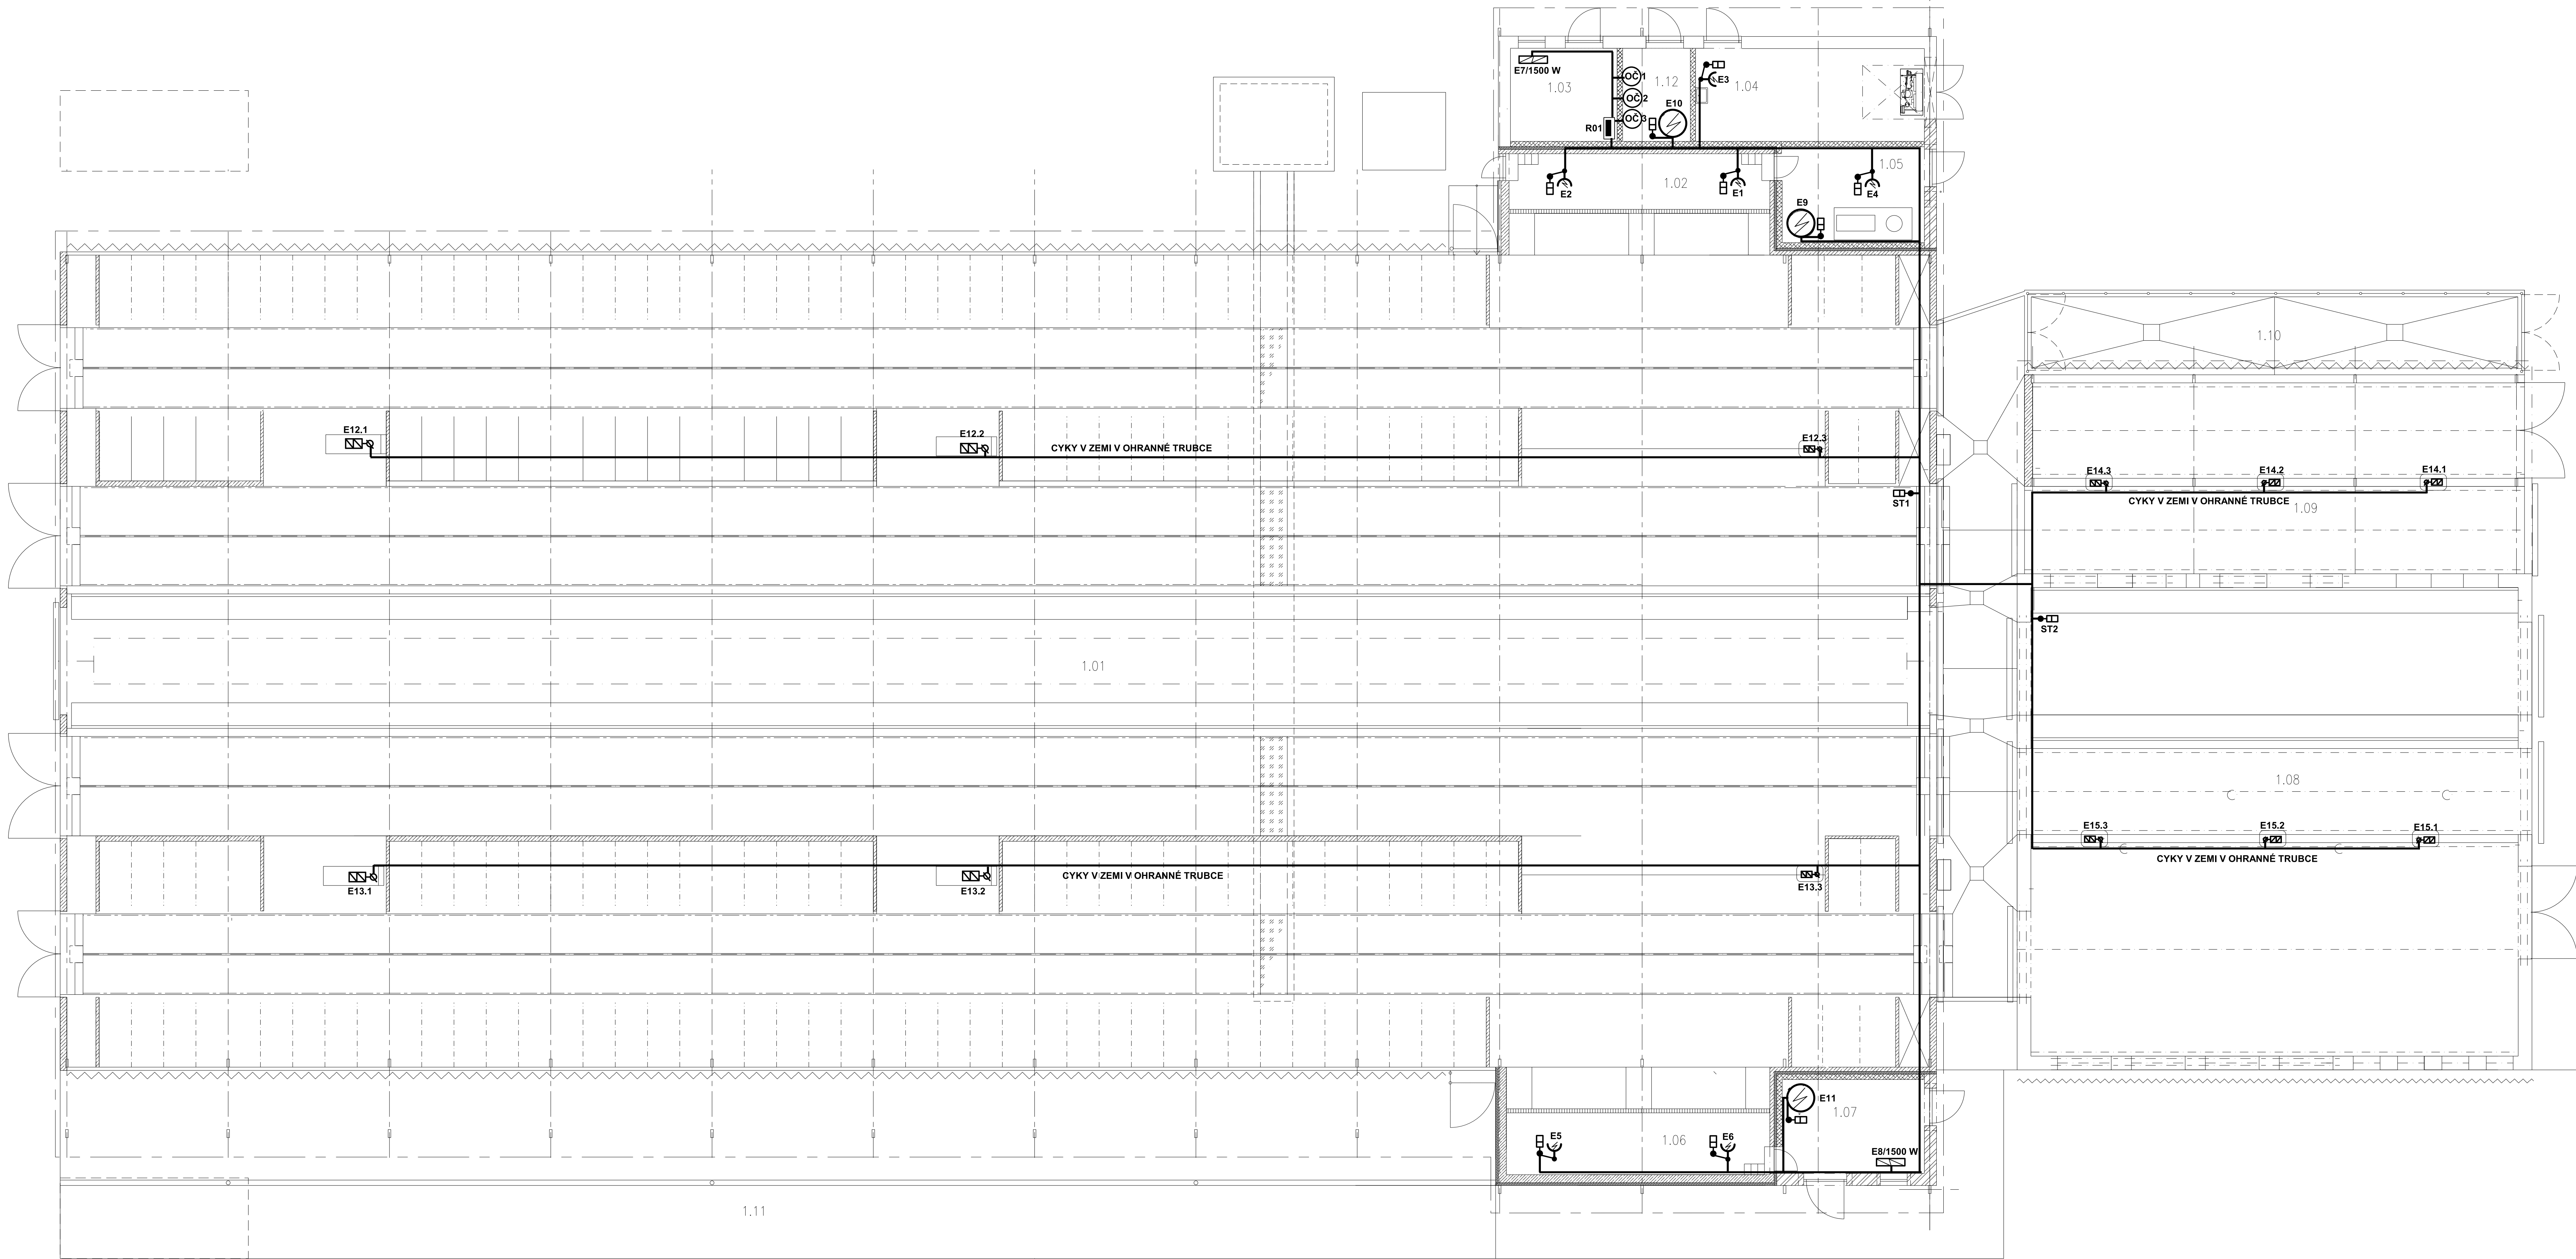 E7/1500 W
1.03
OČ 1
OČ 2
OČ 3
1.12
E10
R01
E3
1.04
1.05
E2
1.02
E1
E4
E9
1.10
E12.1
E12.2
CYKY V ZEMI V OHRANNÉ TRUBCE
E12.3
ST1
E14.3
E14.2
E14.1
CYKY V ZEMI V OHRANNÉ TRUBCE
1.09
ST2
1.01
1.08
E15.3
E15.2
E15.1
CYKY V ZEMI V OHRANNÉ TRUBCE
E13.1
E13.2
CYKY V ZEMI V OHRANNÉ TRUBCE
E13.3
E11
1.07
E5
1.06
E6
E8/1500 W
1.11